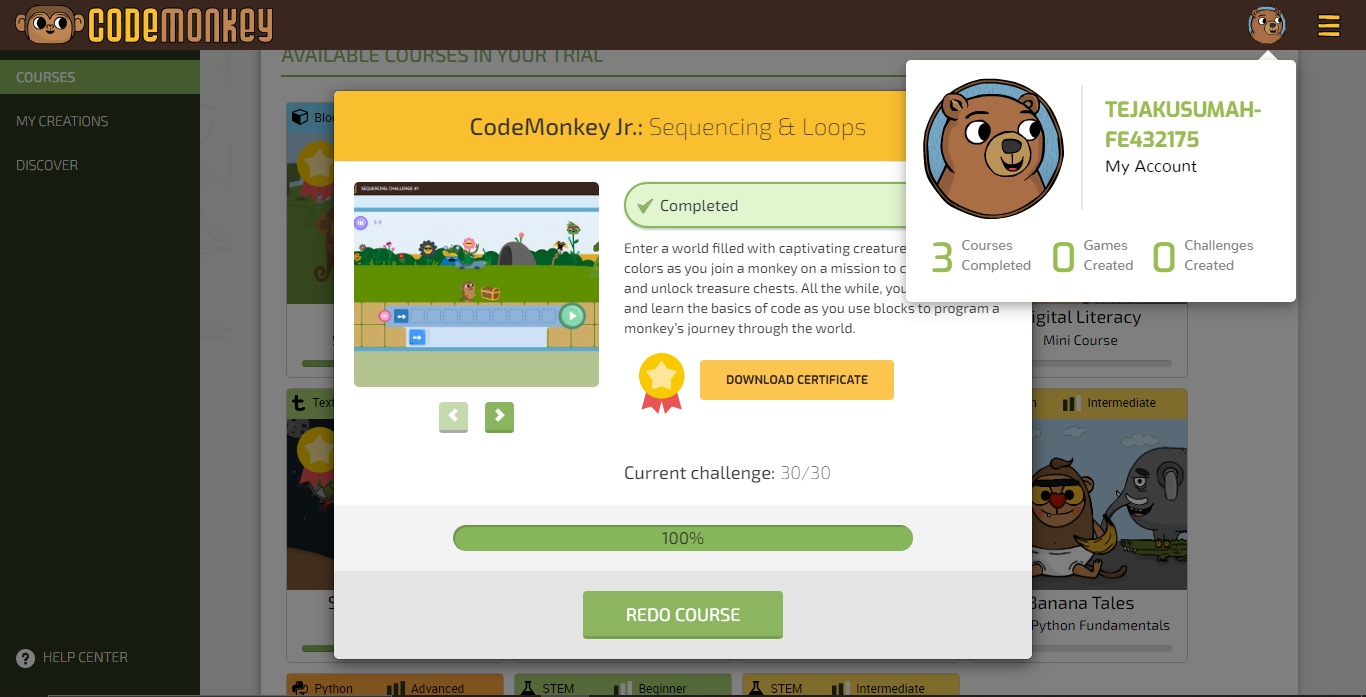 CODEMONKEY
COURSES
MY CREATIONS
DISCOVER
HELP CENTER
AVAILABLE COURSES IN YOUR TRIAL
CodeMonkey Jr.: Sequencing & Loops
SEQUENCING: CHALLENGE #1
1-1
Completed
Enter a world filled with captivating creature
colors as you join a monkey on a mission to c
and unlock treasure chests. All the while, you
and learn the basics of code as you use blocks to program a
monkey's journey through the world.
DOWNLOAD CERTIFICATE
Current challenge: 30/30
100%
REDO COURSE
TEJAKUSUMAH-
FE432175
My Account
3 Courses Completed
0 Games Created
0 Challenges Created
Bloc
igital Literacy
Mini Course
Text
Intermediate
Banana Tales
Python Fundamentals
Python Advanced
STEM Beginner
STEM Intermediate